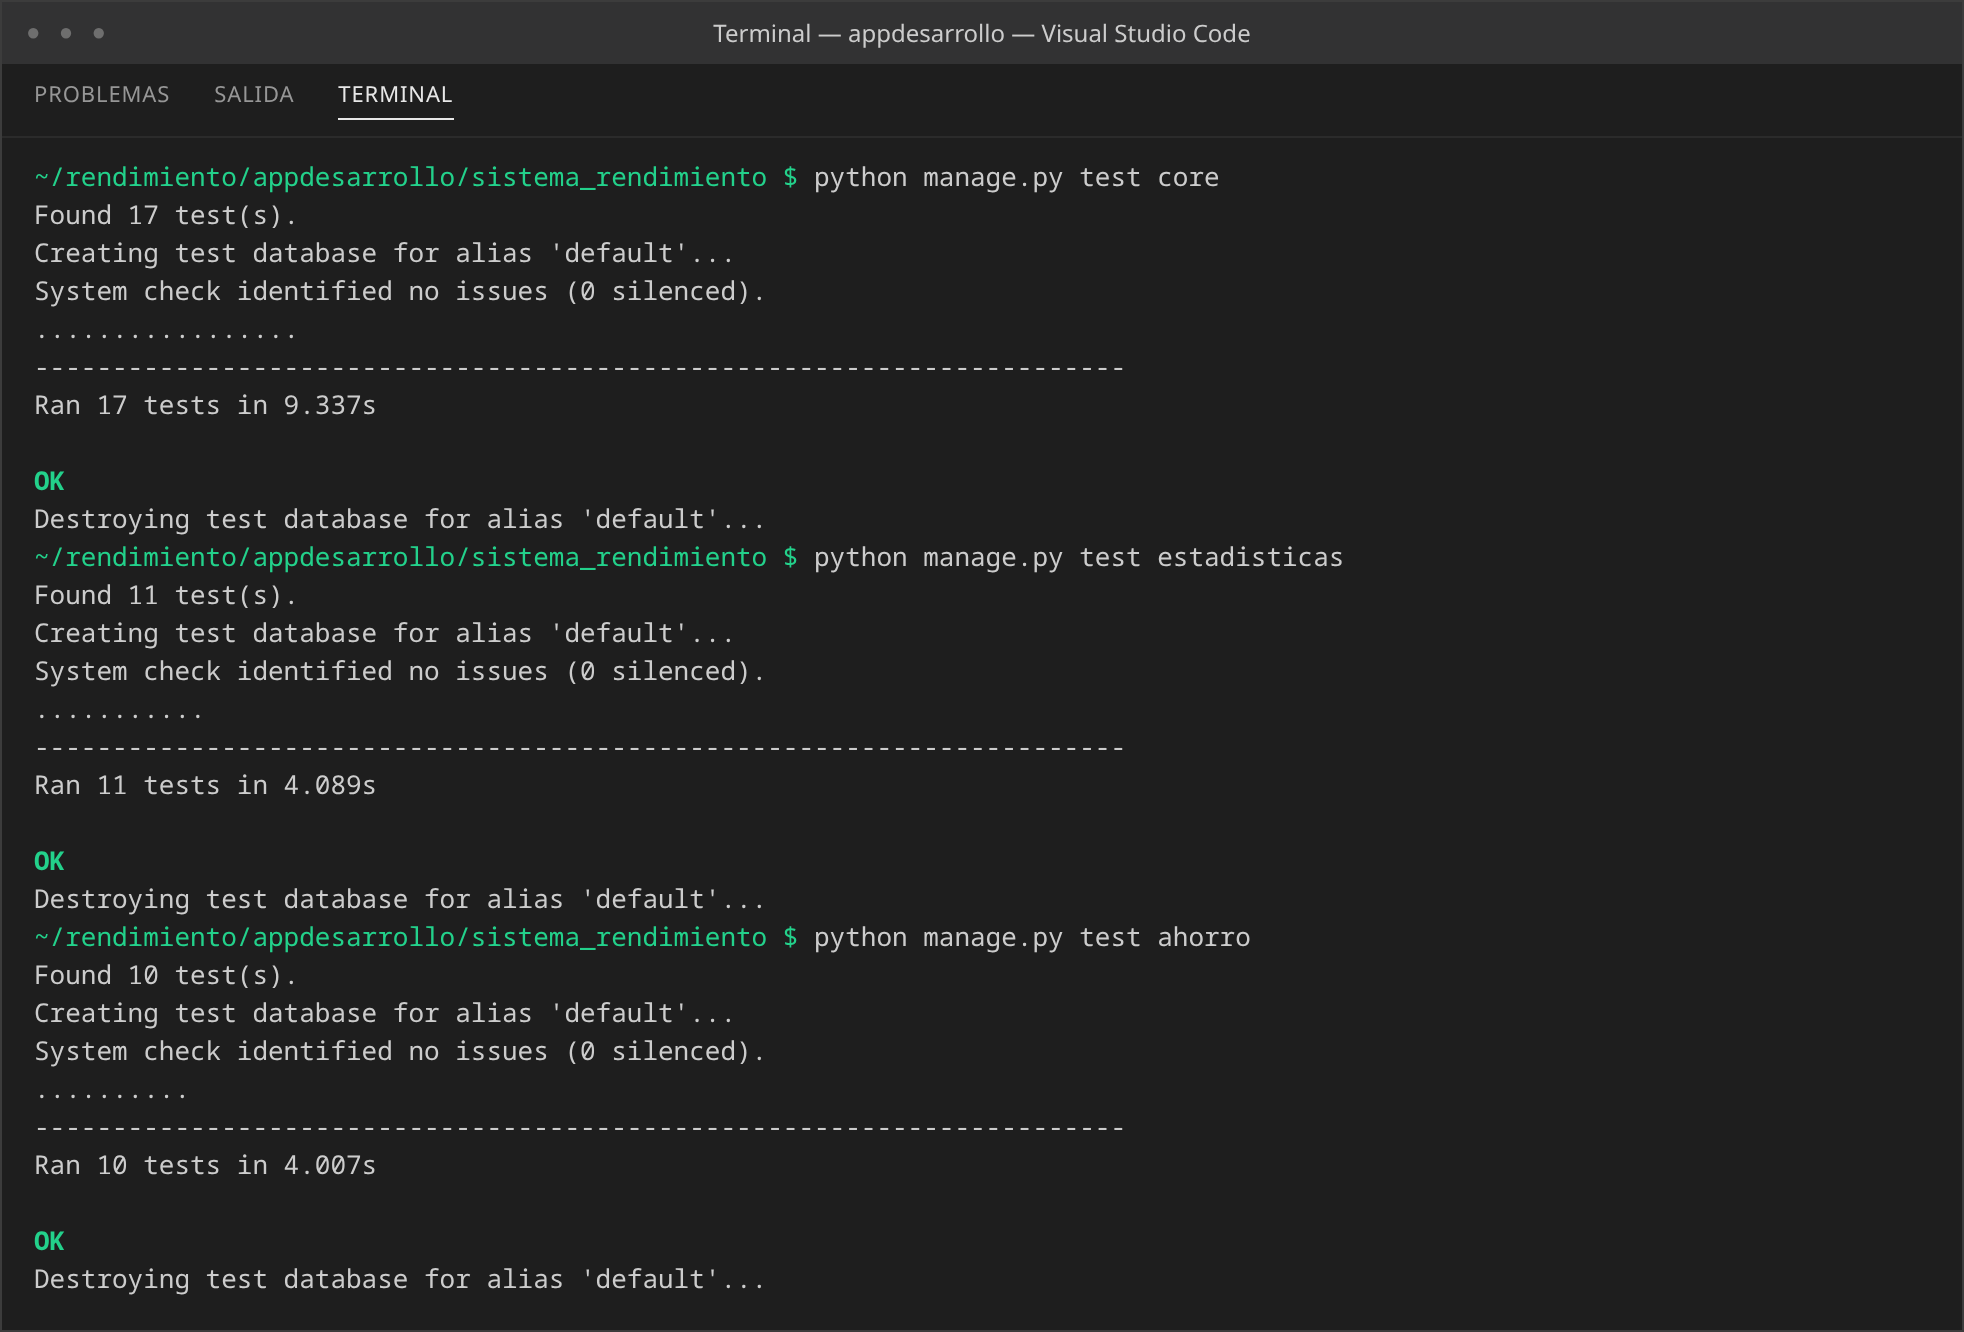 Terminal — appdesarrollo — Visual Studio Code
PROBLEMAS SALIDA TERMINAL
~/rendimiento/appdesarrollo/sistema_rendimiento $ python manage.py test core
Found 17 test(s).
Creating test database for alias 'default'...
System check identified no issues (0 silenced).
.................
----------------------------------------------------------------------
Ran 17 tests in 9.337s
OK
Destroying test database for alias 'default'...
~/rendimiento/appdesarrollo/sistema_rendimiento $ python manage.py test estadisticas
Found 11 test(s).
Creating test database for alias 'default'...
System check identified no issues (0 silenced).
...........
----------------------------------------------------------------------
Ran 11 tests in 4.089s
OK
Destroying test database for alias 'default'...
~/rendimiento/appdesarrollo/sistema_rendimiento $ python manage.py test ahorro
Found 10 test(s).
Creating test database for alias 'default'...
System check identified no issues (0 silenced).
..........
----------------------------------------------------------------------
Ran 10 tests in 4.007s
OK
Destroying test database for alias 'default'...